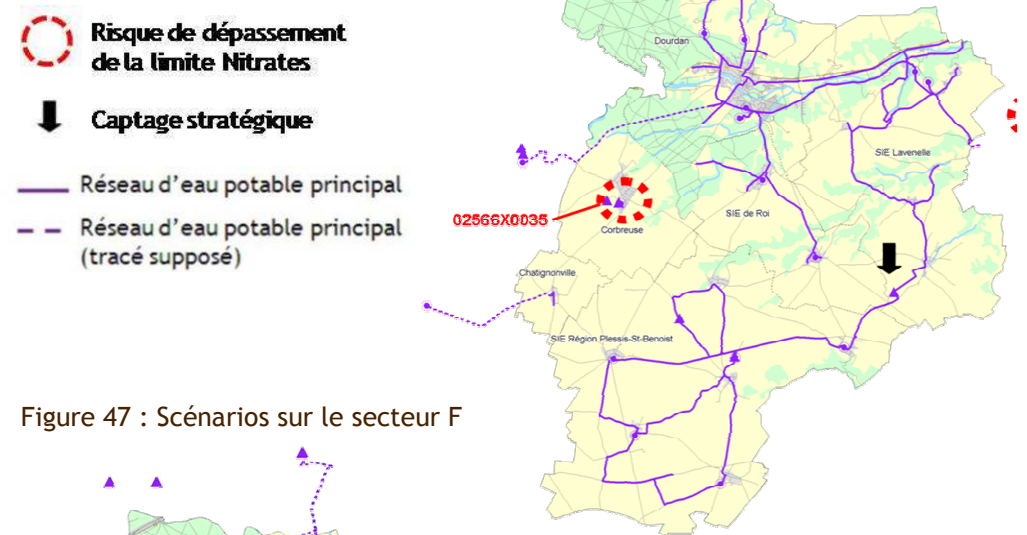 Risque de dépassement
de la limite Nitrates
Captage stratégique
Réseau d'eau potable principal
Réseau d'eau potable principal
(tracé supposé)
Dourdan
SIE Lavenelle
SIE de Roi
02566X0035
Corbreuse
Chatignonville
SIE Région Plessis-St-Benoist
Figure 47 : Scénarios sur le secteur F